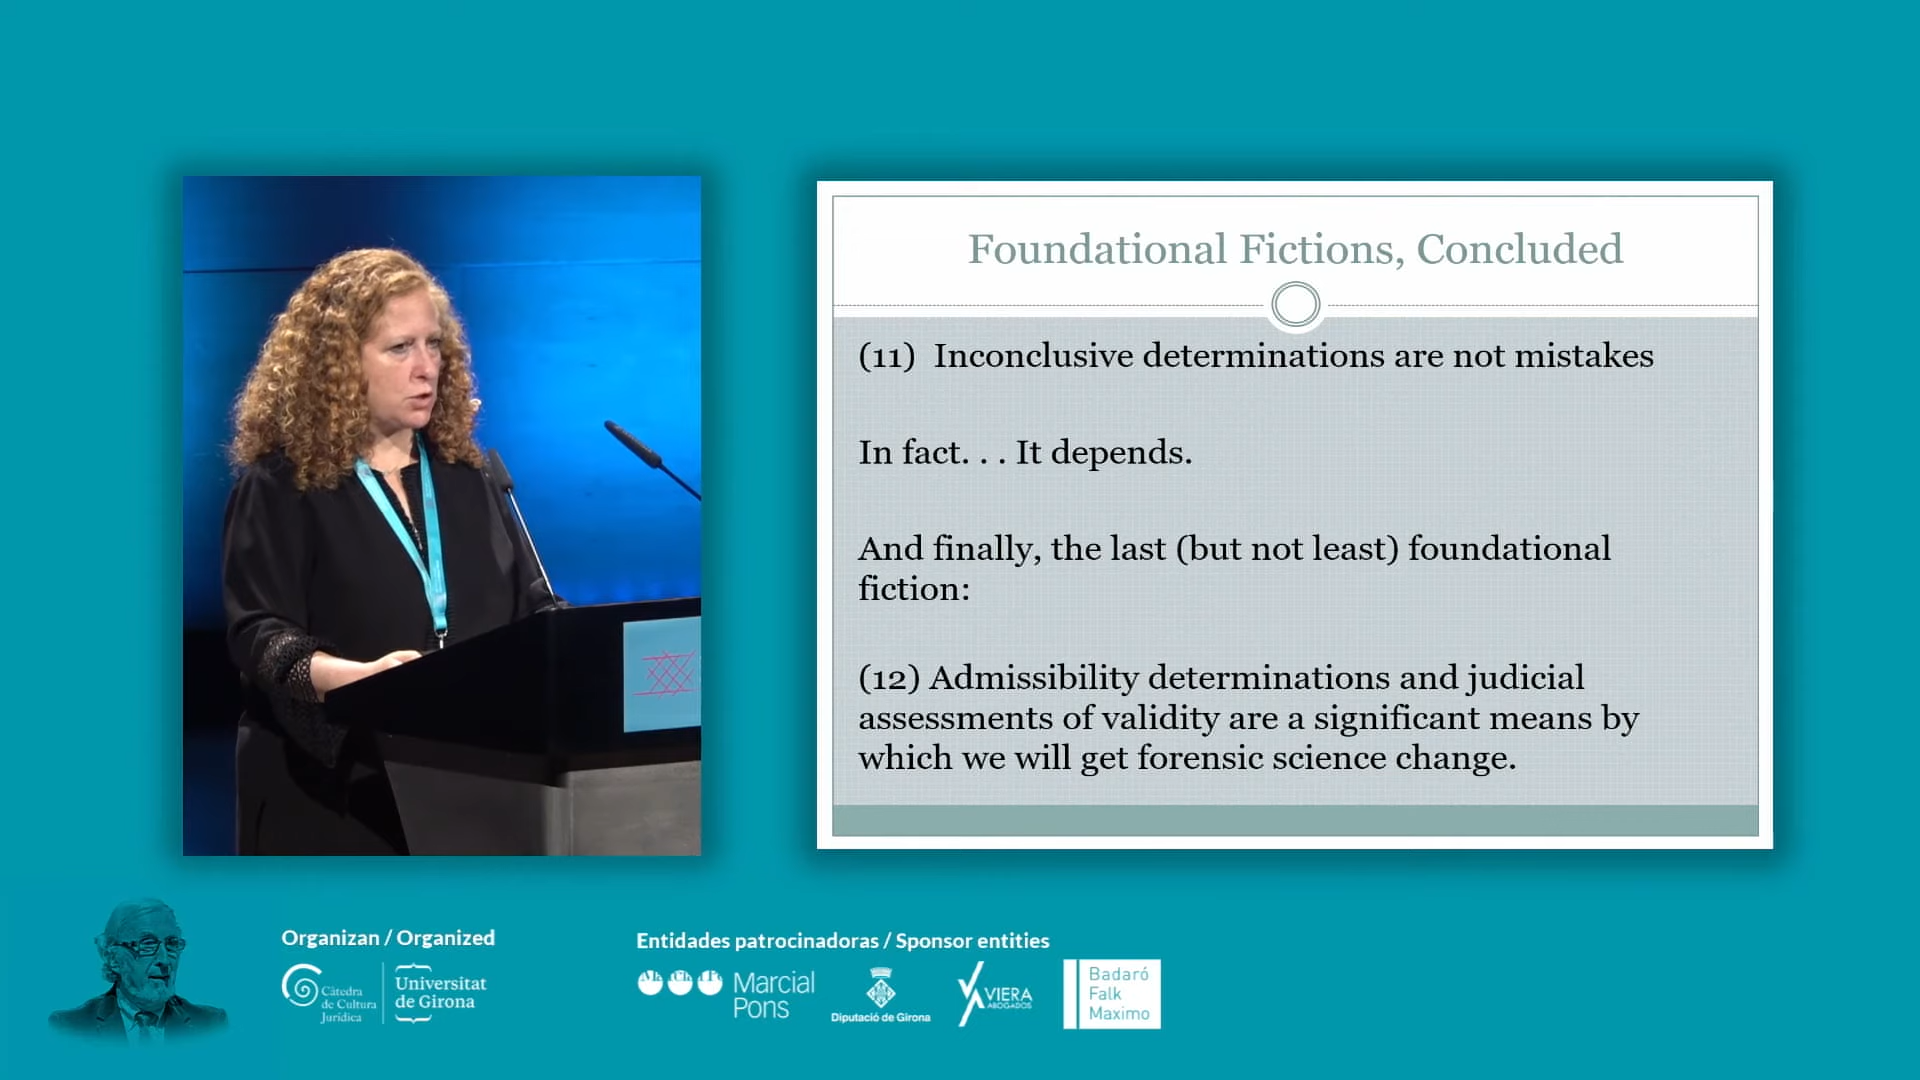 Foundational Fictions, Concluded
(11) Inconclusive determinations are not mistakes
In fact. . . It depends.
And finally, the last (but not least) foundational
fiction:
(12) Admissibility determinations and judicial
assessments of validity are a significant means by
which we will get forensic science change.
Organizan / Organized
Càtedra
de Cultura
Jurídica
Universitat
de Girona
Entidades patrocinadoras / Sponsor entities
Marcial
Pons
Diputació de Girona
VIERA
ABOGADOS
Badaró
Falk
Maximo